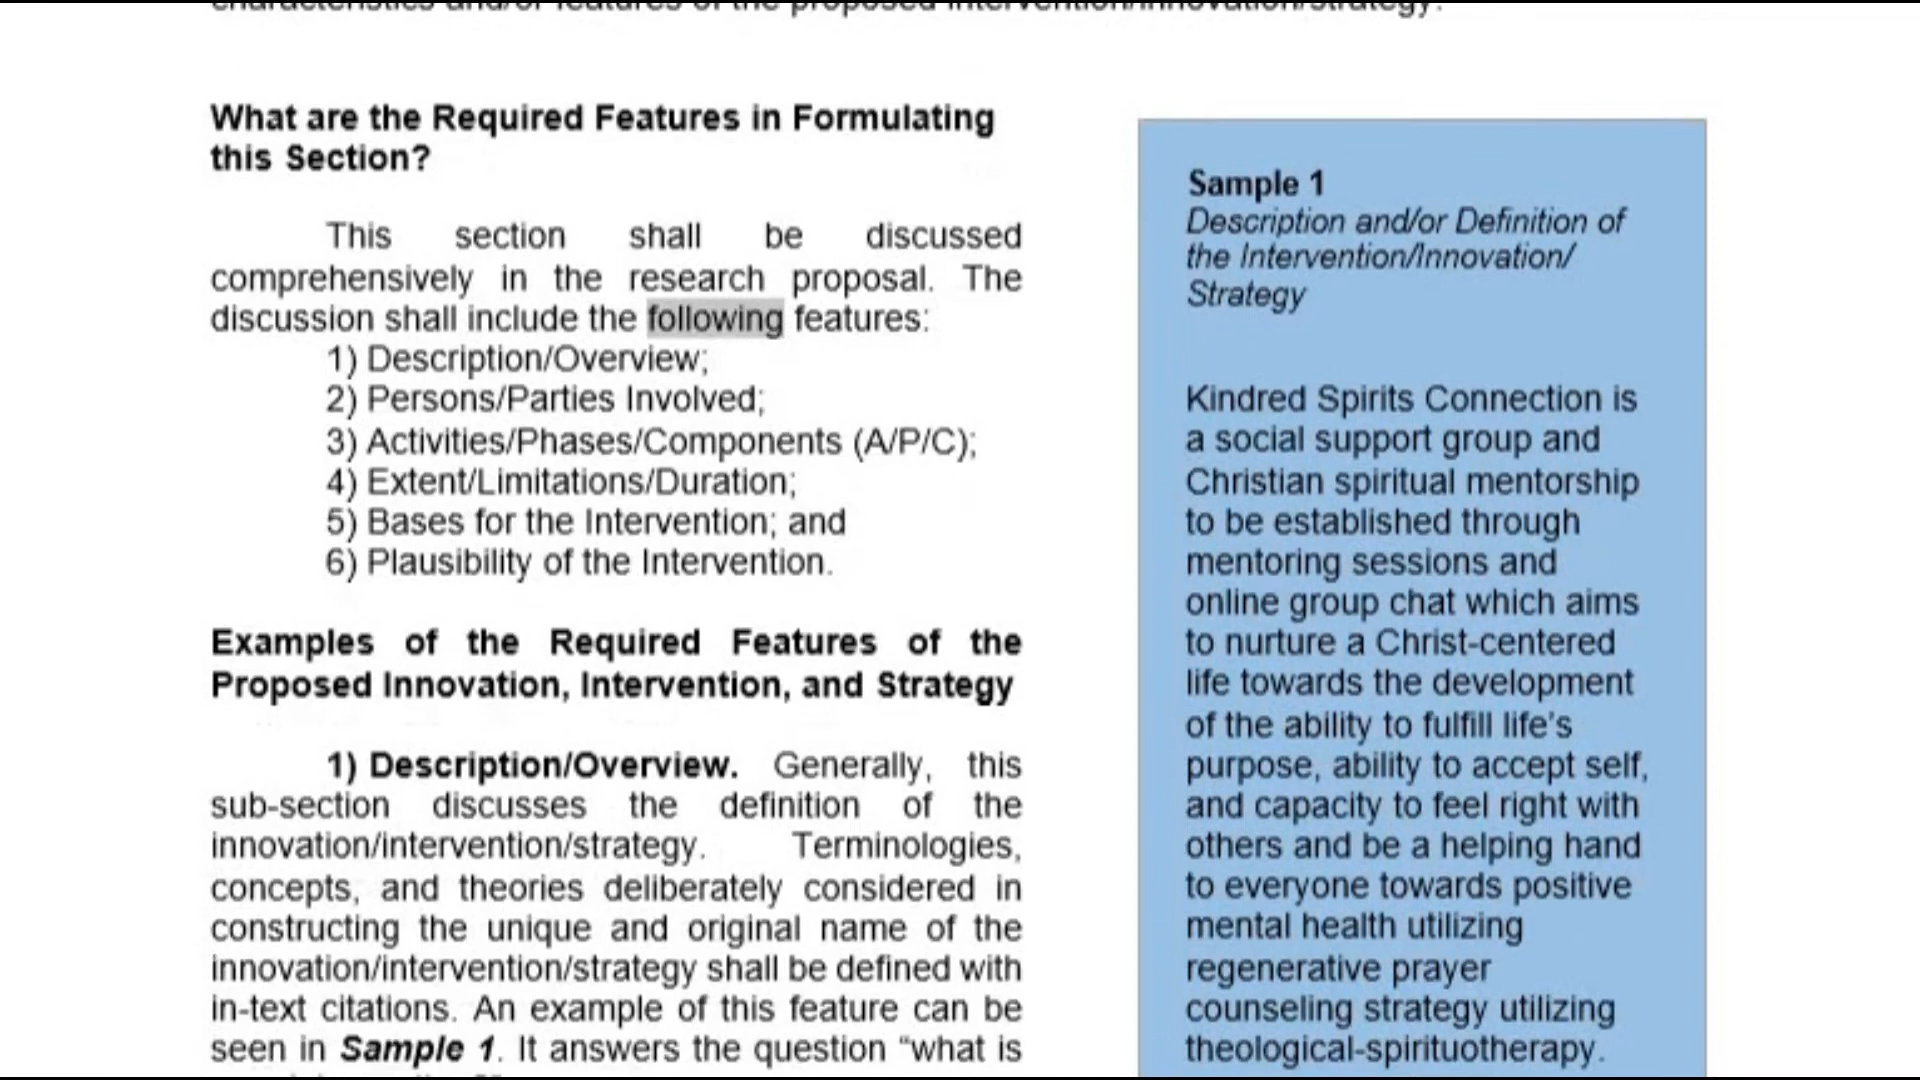 characteristics and/or features of the proposed intervention/innovation/strategy.
What are the Required Features in Formulating
this Section?
This section shall be discussed
comprehensively in the research proposal. The
discussion shall include the following features:
1) Description/Overview;
2) Persons/Parties Involved;
3) Activities/Phases/Components (A/P/C);
4) Extent/Limitations/Duration;
5) Bases for the Intervention; and
6) Plausibility of the Intervention.
Examples of the Required Features of the
Proposed Innovation, Intervention, and Strategy
1) Description/Overview. Generally, this
sub-section discusses the definition of the
innovation/intervention/strategy. Terminologies,
concepts, and theories deliberately considered in
constructing the unique and original name of the
innovation/intervention/strategy shall be defined with
in-text citations. An example of this feature can be
seen in Sample 1. It answers the question “what is
Sample 1
Description and/or Definition of
the Intervention/Innovation/
Strategy
Kindred Spirits Connection is
a social support group and
Christian spiritual mentorship
to be established through
mentoring sessions and
online group chat which aims
to nurture a Christ-centered
life towards the development
of the ability to fulfill life’s
purpose, ability to accept self,
and capacity to feel right with
others and be a helping hand
to everyone towards positive
mental health utilizing
regenerative prayer
counseling strategy utilizing
theological-spirituotherapy.